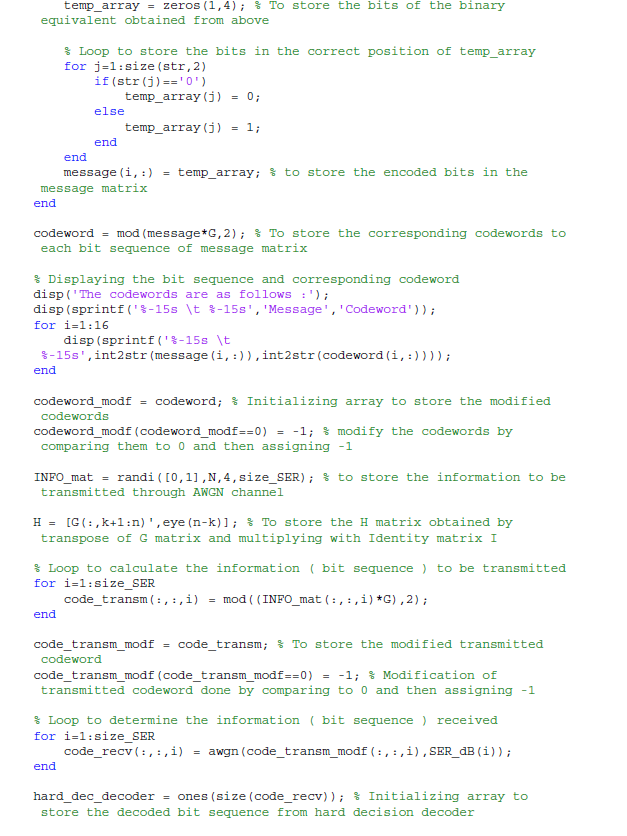 temp_array = zeros(1,4); % To store the bits of the binary
equivalent obtained from above
% Loop to store the bits in the correct position of temp_array
for j=1:size(str,2)
if(str(j)=='0')
temp_array(j) = 0;
else
temp_array(j) = 1;
end
end
message(i,:) = temp_array; % to store the encoded bits in the
message matrix
end
codeword = mod(message*G,2); % To store the corresponding codewords to
each bit sequence of message matrix
% Displaying the bit sequence and corresponding codeword
disp('The codewords are as follows :');
disp(sprintf('%-15s \t %-15s','Message','Codeword'));
for i=1:16
disp(sprintf('%-15s \t
%-15s',int2str(message(i,:)),int2str(codeword(i,:))));
end
codeword_modf = codeword; % Initializing array to store the modified
codewords
codeword_modf(codeword_modf==0) = -1; % modify the codewords by
comparing them to 0 and then assigning -1
INFO_mat = randi([0,1],N,4,size_SER); % to store the information to be
transmitted through AWGN channel
H = [G(:,k+1:n)',eye(n-k)]; % To store the H matrix obtained by
transpose of G matrix and multiplying with Identity matrix I
% Loop to calculate the information ( bit sequence ) to be transmitted
for i=1:size_SER
code_transm(:,:,i) = mod((INFO_mat(:,:,i)*G),2);
end
code_transm_modf = code_transm; % To store the modified transmitted
codeword
code_transm_modf(code_transm_modf==0) = -1; % Modification of
transmitted codeword done by comparing to 0 and then assigning -1
% Loop to determine the information ( bit sequence ) received
for i=1:size_SER
code_recv(:,:,i) = awgn(code_transm_modf(:,:,i),SER_dB(i));
end
hard_dec_decoder = ones(size(code_recv)); % Initializing array to
store the decoded bit sequence from hard decision decoder